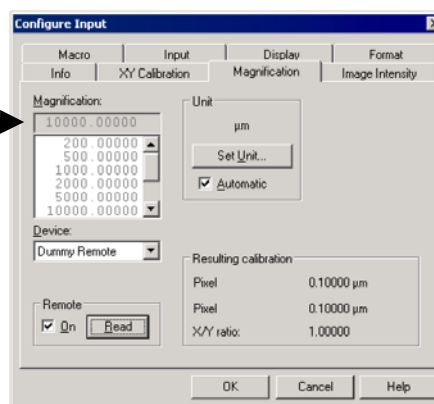 Configure Input
Macro Input Display Format
Info XY Calibration Magnification Image Intensity
Magnification:
10000.00000
200.00000
500.00000
1000.00000
2000.00000
5000.00000
10000.00000
Device:
Dummy Remote
Remote
On Read
Unit
µm
Set Unit...
Automatic
Resulting calibration
Pixel 0.10000 µm
Pixel 0.10000 µm
X/Y ratio: 1.00000
OK Cancel Help